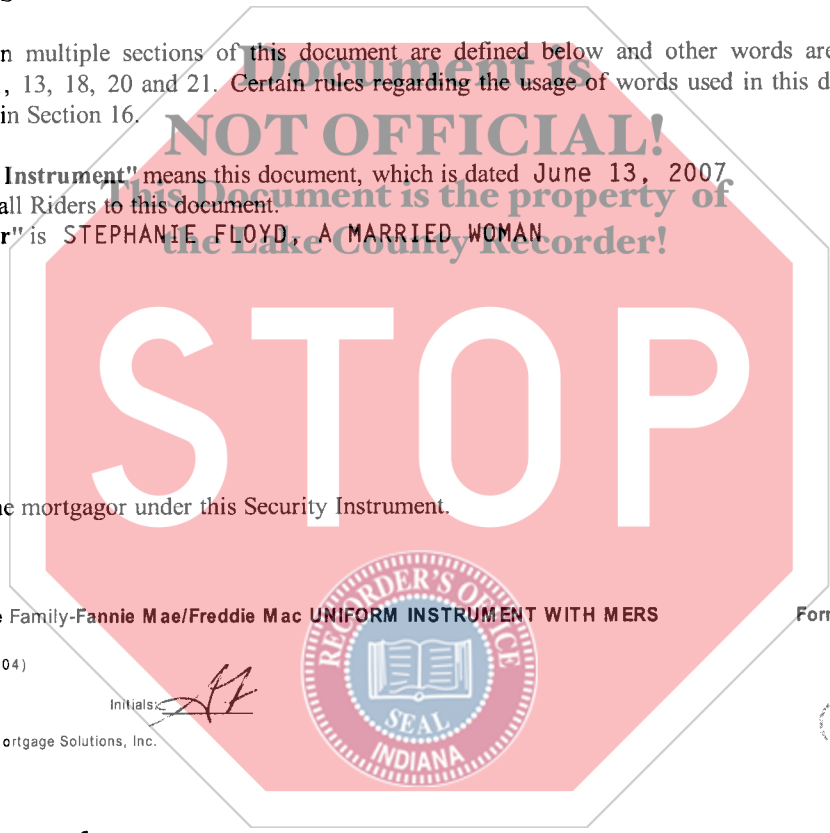 n multiple sections of this document are defined below and other words are
, 13, 18, 20 and 21. Certain rules regarding the usage of words used in this d
in Section 16.
Document is
NOT OFFICIAL!
This Document is the property of
the Lake County Recorder!
Instrument" means this document, which is dated June 13, 2007
all Riders to this document.
r" is STEPHANIE FLOYD, A MARRIED WOMAN
STOP
he mortgagor under this Security Instrument.
e Family-Fannie Mae/Freddie Mac UNIFORM INSTRUMENT WITH MERS Forn
04)
Initials:
ortgage Solutions, Inc.
RECORDER'S OFFICE
SEAL
INDIANA